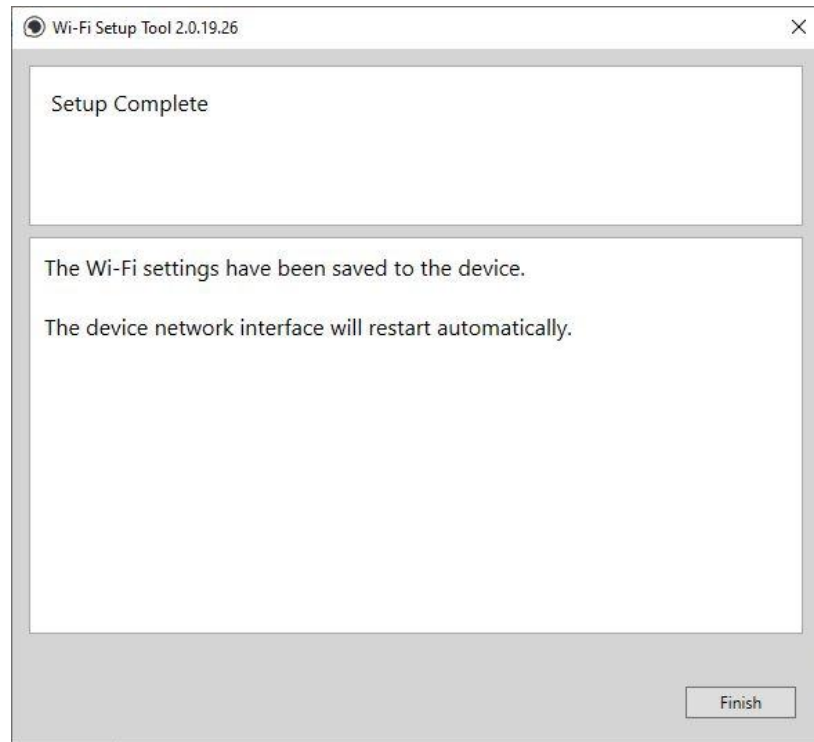 Wi-Fi Setup Tool 2.0.19.26
Setup Complete
The Wi-Fi settings have been saved to the device.
The device network interface will restart automatically.
Finish